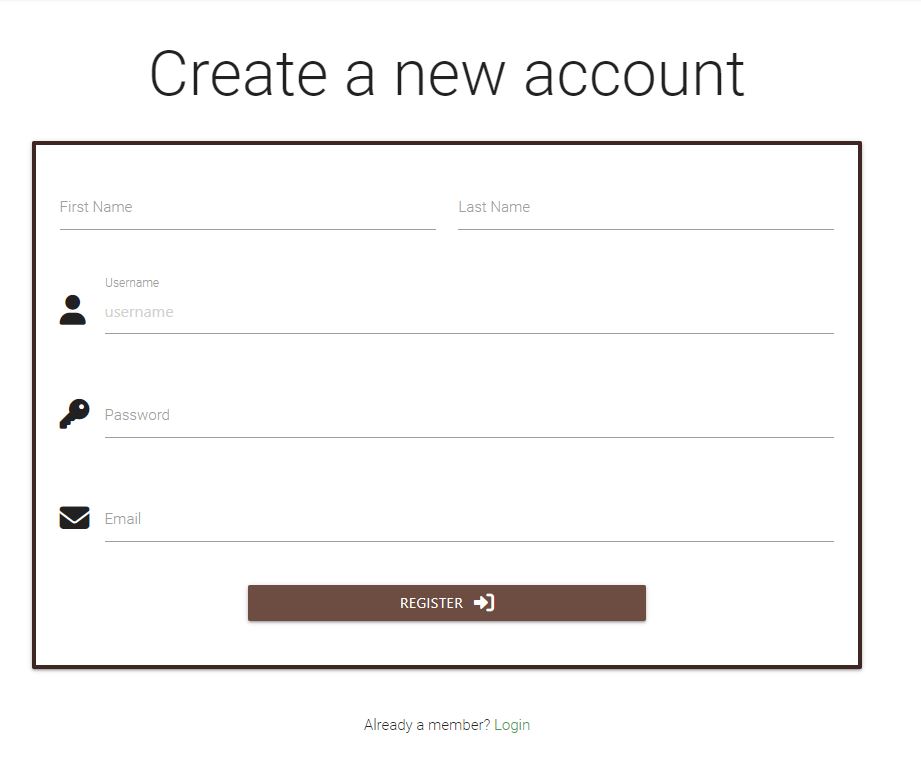 Create a new account
First Name Last Name
Username
username
Password
Email
REGISTER
Already a member? Login